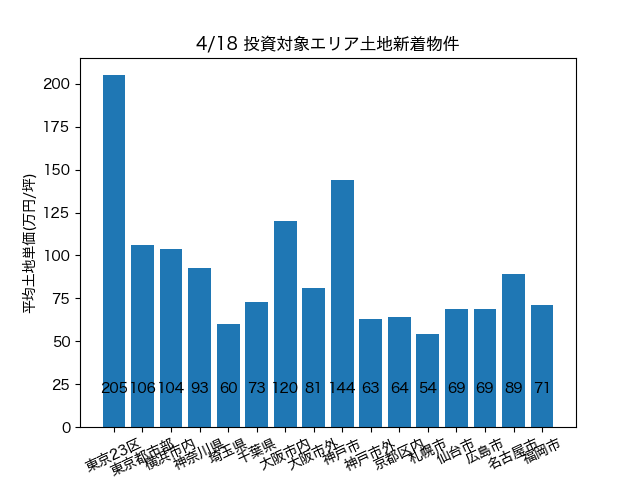 4/18 投資対象エリア土地新着物件
平均土地単価(万円/坪)
200
175
150
125
100
75
50
25
0
205 106 104 93 60 73 120 81 144 63 64 54 69 69 89 71
東京23区
東京都市部
横浜市内
神奈川県
埼玉県
千葉県
大阪市内
大阪市外
神戸市
神戸市外
京都区内
札幌市
仙台市
広島市
名古屋市
福岡市